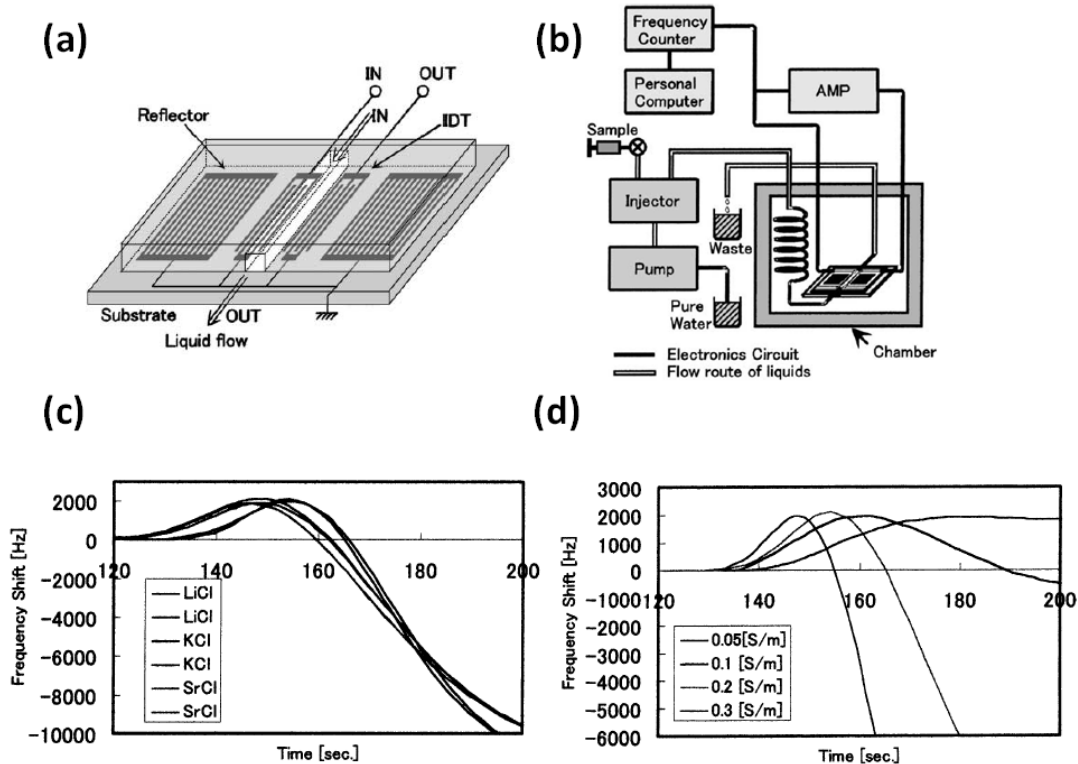 (a)
IN
OUT
IN
IDT
Reflector
Substrate
OUT
Liquid flow
(b)
Frequency
Counter
Personal
Computer
AMP
Sample
Injector
Waste
Pump
Pure
Water
Chamber
Electronics Circuit
Flow route of liquids
(c)
Frequency Shift [Hz]
2000
0
-2000
-4000
-6000
-8000
-10000
120
140
160
180
200
LiCl
LiCl
KCl
KCl
SrCl
SrCl
Time [sec.]
(d)
Frequency Shift [Hz]
3000
2000
1000
0
-1000
-2000
-3000
-4000
-5000
-6000
120
140
160
180
200
0.05[S/m]
0.1 [S/m]
0.2 [S/m]
0.3 [S/m]
Time [sec.]